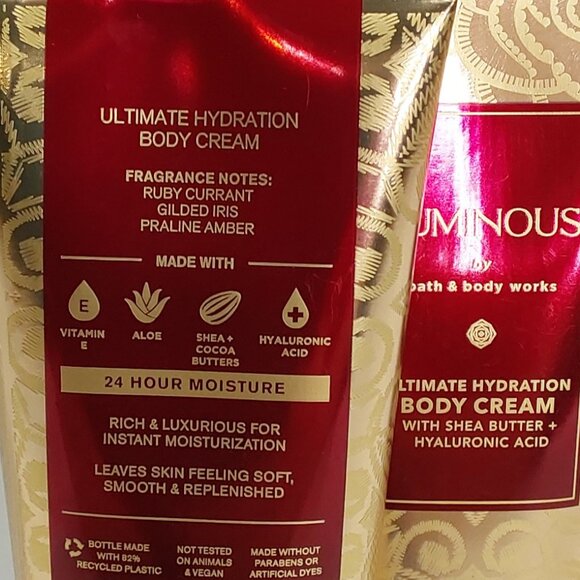 ULTIMATE HYDRATION
BODY CREAM
FRAGRANCE NOTES:
RUBY CURRANT
GILDED IRIS
PRALINE AMBER
MADE WITH
E
VITAMIN
E
ALOE
SHEA +
COCOA
BUTTERS
HYALURONIC
ACID
24 HOUR MOISTURE
RICH & LUXURIOUS FOR
INSTANT MOISTURIZATION
LEAVES SKIN FEELING SOFT,
SMOOTH & REPLENISHED
BOTTLE MADE
WITH 82%
RECYCLED PLASTIC
NOT TESTED
ON ANIMALS
& VEGAN
MADE WITHOUT
PARABENS OR
ARTIFICIAL DYES
UMINOUS
by
bath & body works
LTIMATE HYDRATION
BODY CREAM
WITH SHEA BUTTER +
HYALURONIC ACID